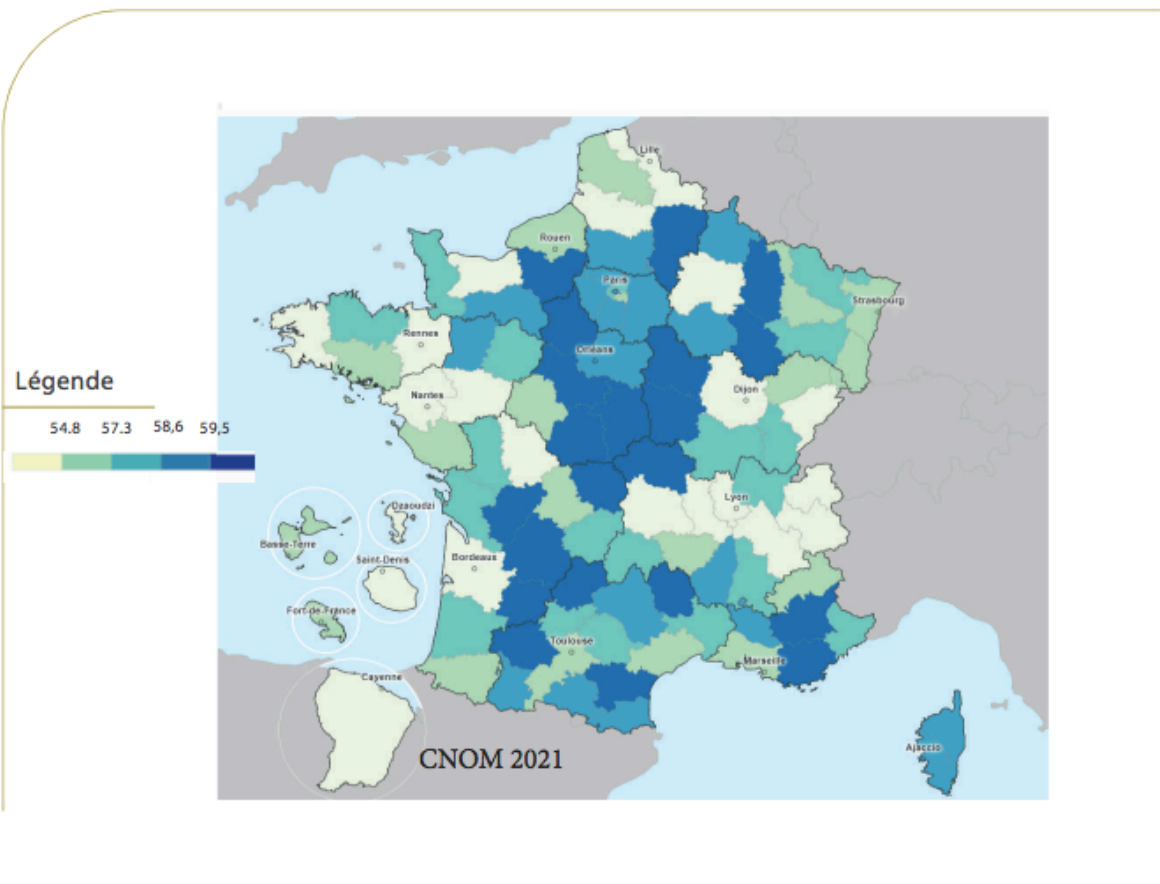 Lille
Rouen
Paris
Strasbourg
Rennes
Orléans
Légende
Dijon
Nantes
54.8 57.3 58,6 59,5
Lyon
Dzaoudzi
Basse-Terre
Saint-Denis
Bordeaux
Fort-de-France
Toulouse
Marseille
Cayenne
Ajaccio
CNOM 2021